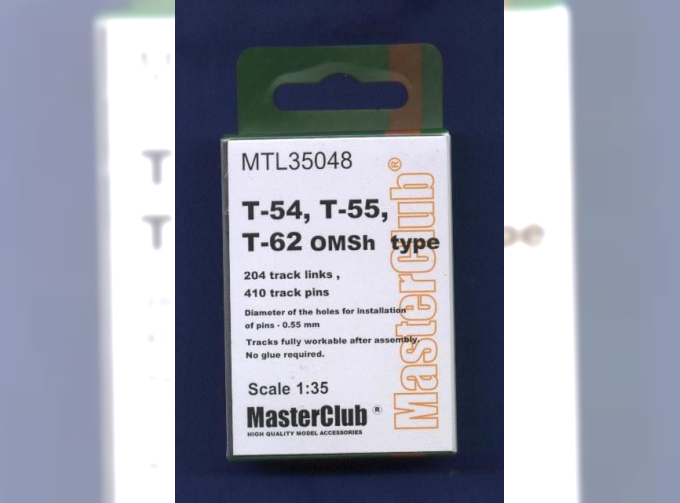 MTL35048
T-54, T-55,
T-62 OMSh type
204 track links ,
410 track pins
Diameter of the holes for installation
of pins - 0.55 mm
Tracks fully workable after assembly.
No glue required.
Scale 1:35
MasterClub ®
HIGH QUALITY MODEL ACCESSORIES
MasterClub®